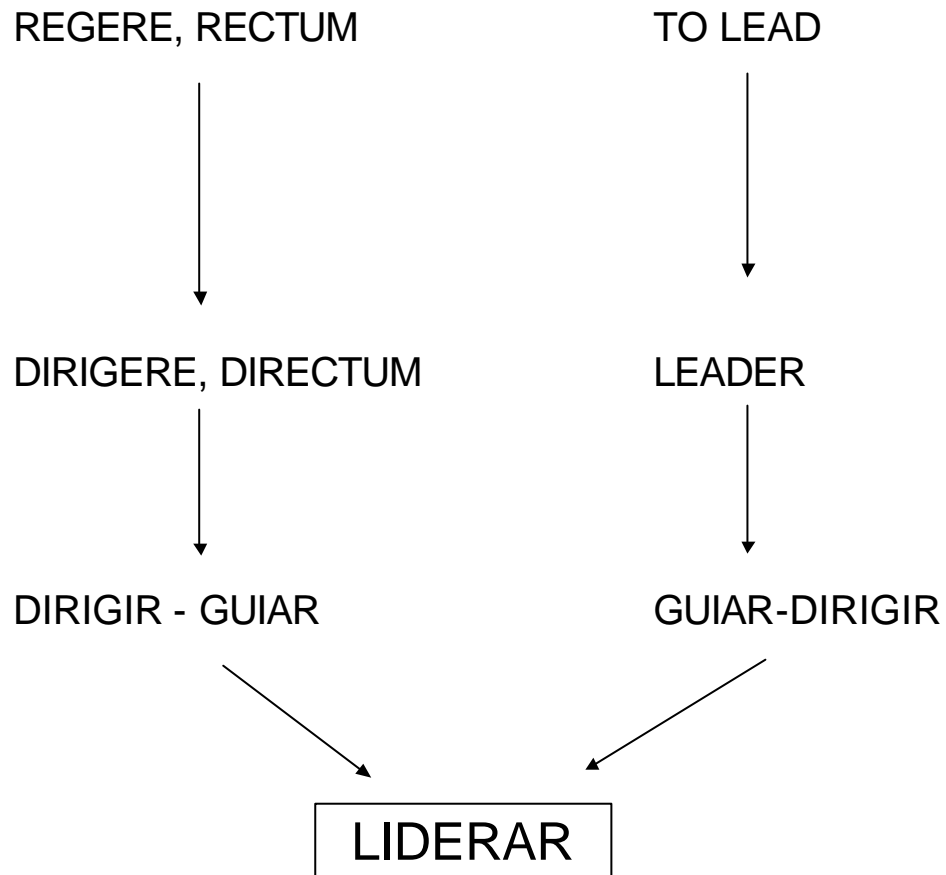 REGERE, RECTUM TO LEAD
DIRIGERE, DIRECTUM LEADER
DIRIGIR - GUIAR GUIAR-DIRIGIR
LIDERAR